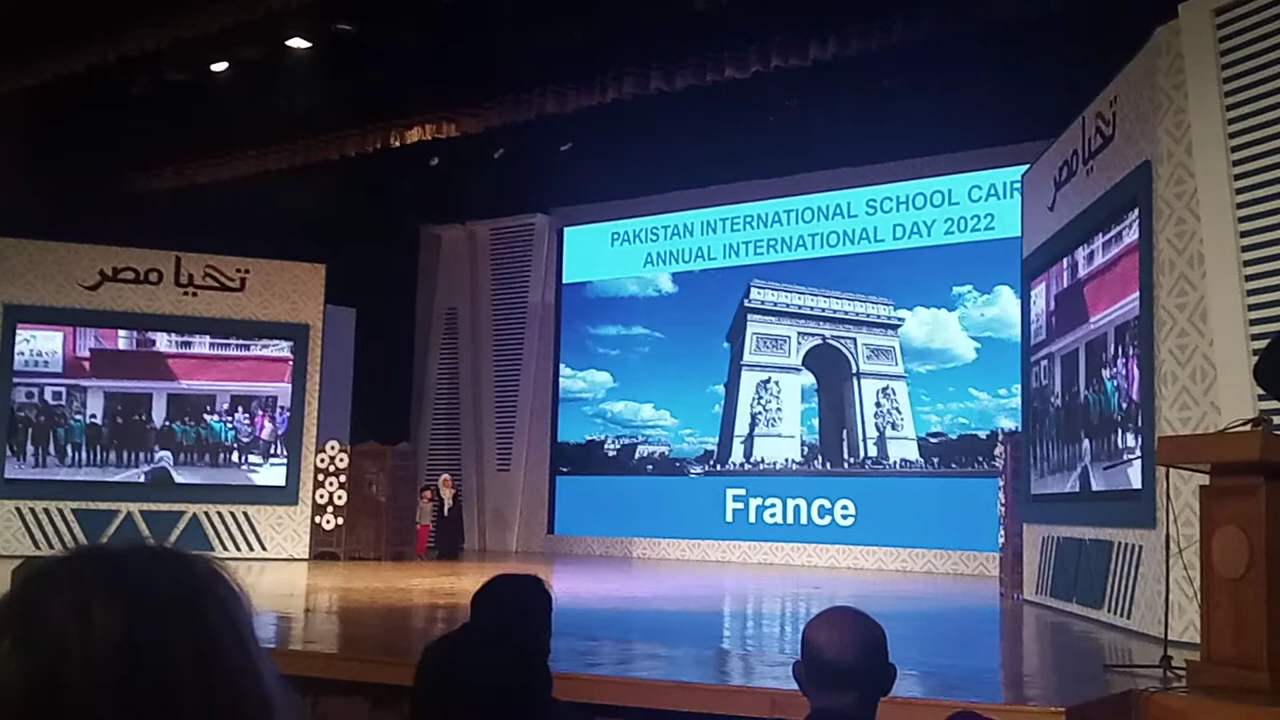 تحيا مصر
PAKISTAN INTERNATIONAL SCHOOL CAIR
ANNUAL INTERNATIONAL DAY 2022
France
تحيا مصر